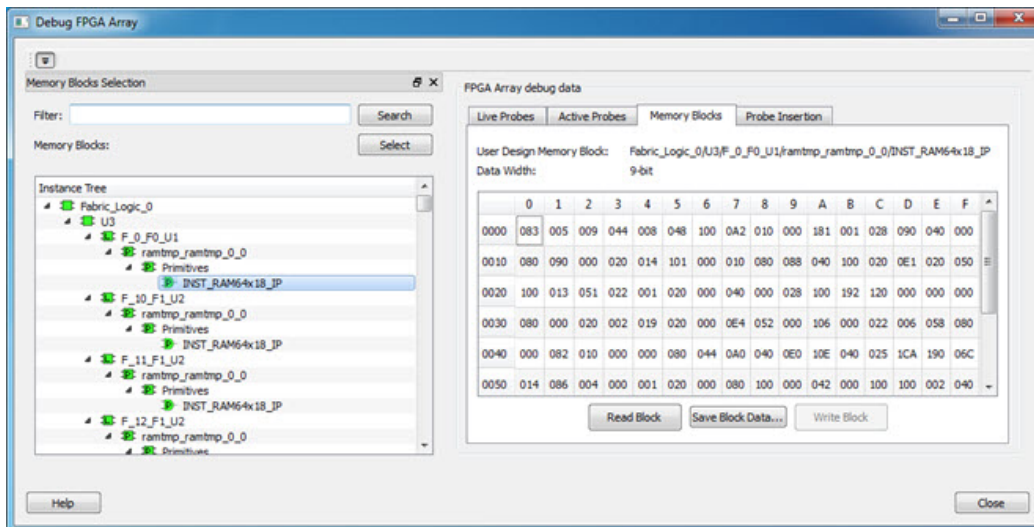 Debug FPGA Array
Memory Blocks Selection
Filter:
Search
Memory Blocks:
Select
Instance Tree
Fabric_Logic_0
U3
F_0_F0_U1
ramtmp_ramtmp_0_0
Primitives
INST_RAM64x18_IP
F_10_F1_U2
ramtmp_ramtmp_0_0
Primitives
INST_RAM64x18_IP
F_11_F1_U2
ramtmp_ramtmp_0_0
Primitives
INST_RAM64x18_IP
F_12_F1_U2
ramtmp_ramtmp_0_0
Primitives
FPGA Array debug data
Live Probes Active Probes Memory Blocks Probe Insertion
User Design Memory Block: Fabric_Logic_0/U3/F_0_F0_U1/ramtmp_ramtmp_0_0/INST_RAM64x18_IP
Data Width: 9-bit
0 1 2 3 4 5 6 7 8 9 A B C D E F
0000 083 005 009 044 008 048 100 0A2 010 000 181 001 028 090 040 000
0010 080 090 000 020 014 101 000 010 080 088 040 100 020 0E1 020 050
0020 100 013 051 022 001 020 000 040 000 028 100 192 120 000 000 000
0030 080 000 020 002 019 020 000 0E4 052 000 106 000 022 006 058 080
0040 000 082 010 000 000 080 044 0A0 040 0E0 10E 040 025 1CA 190 06C
0050 014 086 004 000 001 020 000 080 100 000 042 000 100 100 002 040
Read Block Save Block Data... Write Block
Help
Close